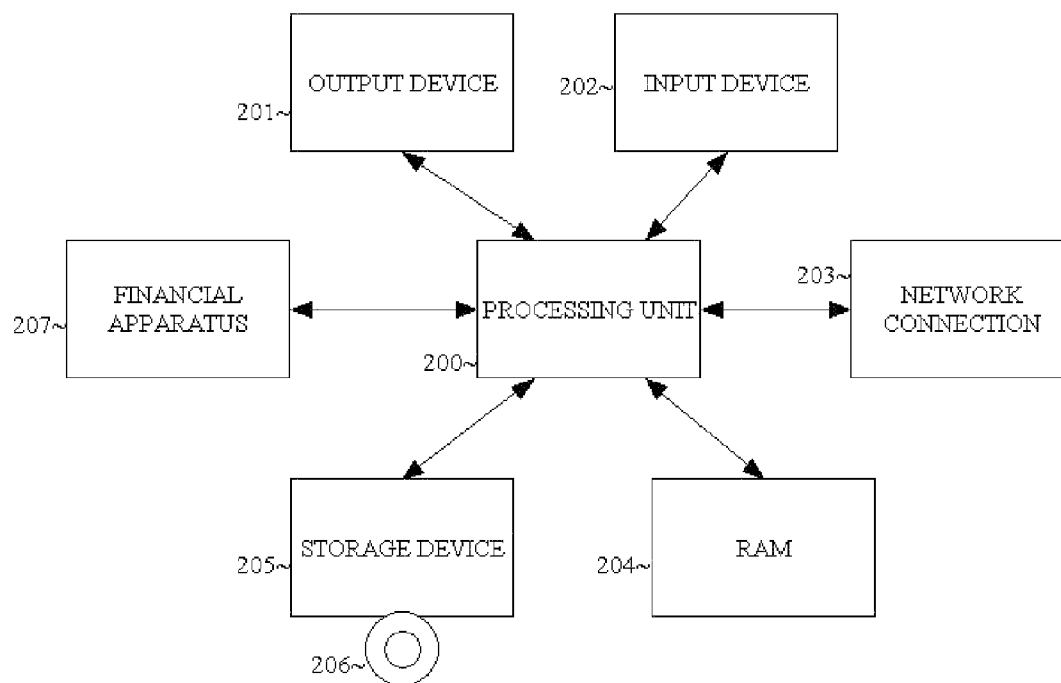 OUTPUT DEVICE
201~
INPUT DEVICE
202~
FINANCIAL
APPARATUS
207~
PROCESSING UNIT
200~
203~
NETWORK
CONNECTION
STORAGE DEVICE
205~
RAM
204~
206~